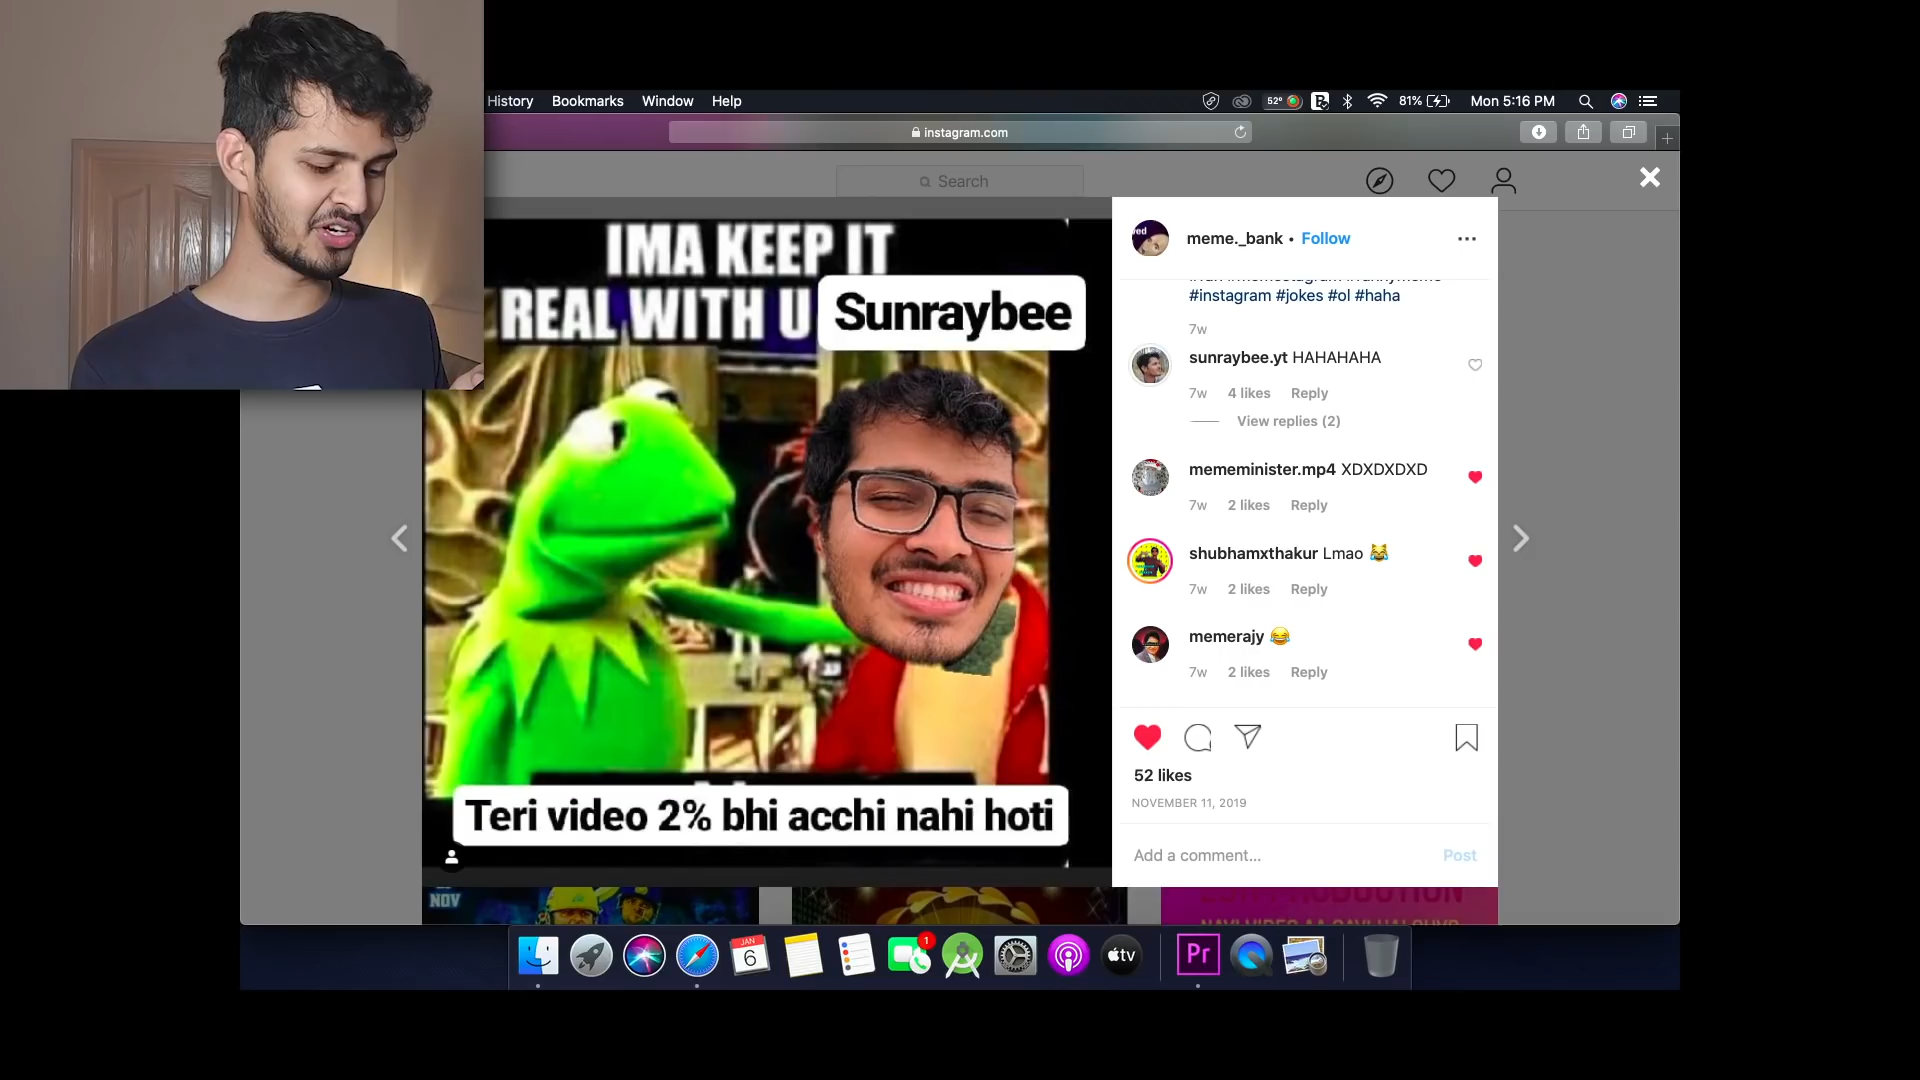 History Bookmarks Window Help
52° 81% Mon 5:16 PM
instagram.com
Search
IMA KEEP IT
REAL WITH U
Sunraybee
Teri video 2% bhi acchi nahi hoti
meme._bank • Follow
#instagram #jokes #ol #haha
7w
sunraybee.yt HAHAHAHA
7w 4 likes Reply
View replies (2)
mememinister.mp4 XDXDXDXD
7w 2 likes Reply
shubhamxthakur Lmao 😹
7w 2 likes Reply
memerajy 😂
7w 2 likes Reply
52 likes
NOVEMBER 11, 2019
Add a comment... Post
NOV
JAN
6
1
tv
Pr